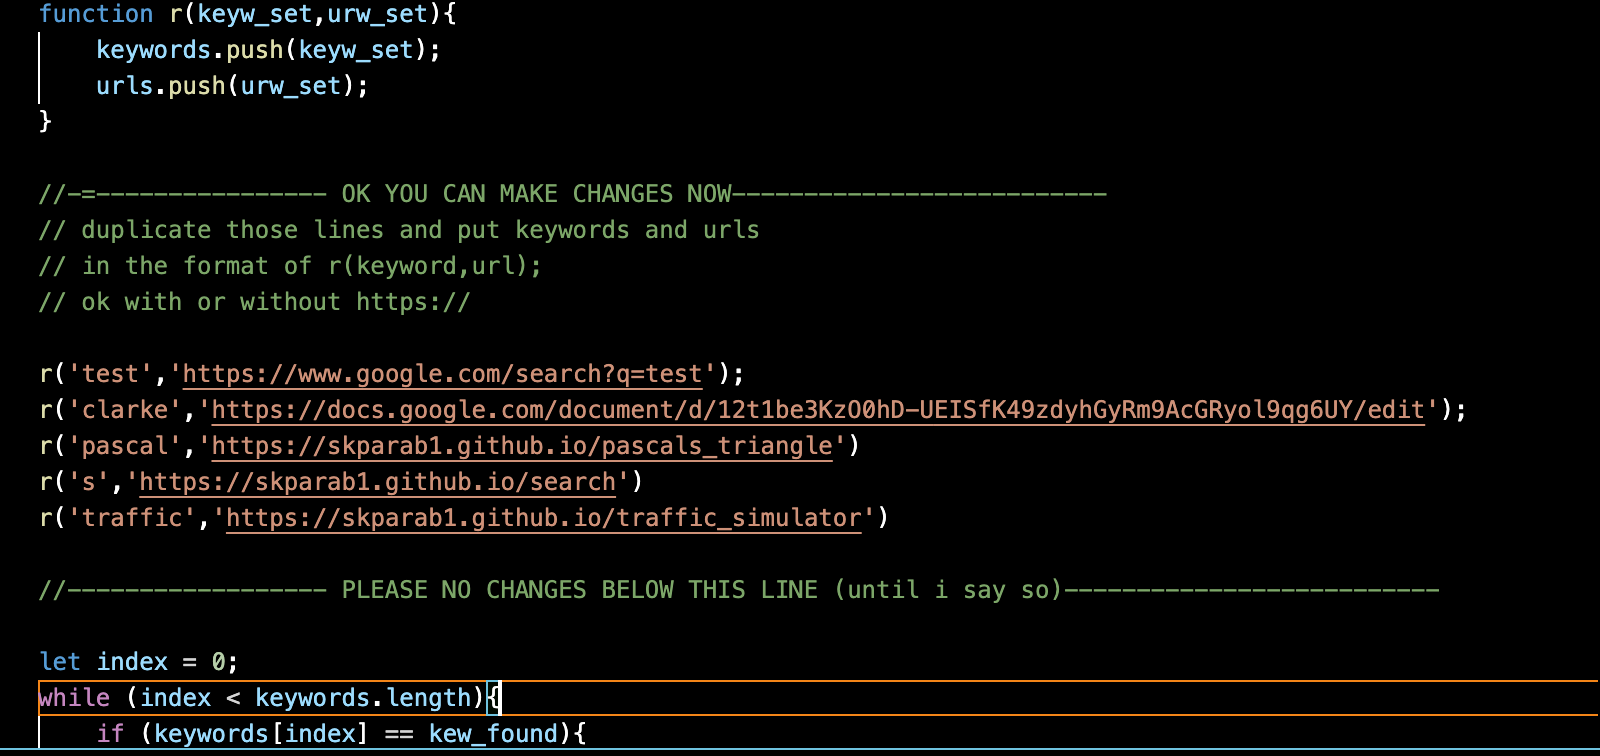 function r(keyw_set,urw_set){
    keywords.push(keyw_set);
    urls.push(urw_set);
}
//-=---------------- OK YOU CAN MAKE CHANGES NOW--------------------------
// duplicate those lines and put keywords and urls
// in the format of r(keyword,url);
// ok with or without https://
r('test','https://www.google.com/search?q=test');
r('clarke','https://docs.google.com/document/d/12t1be3KzO0hD-UEISfK49zdyhGyRm9AcGRyol9qg6UY/edit');
r('pascal','https://skparab1.github.io/pascals_triangle')
r('s','https://skparab1.github.io/search')
r('traffic','https://skparab1.github.io/traffic_simulator')
//------------------ PLEASE NO CHANGES BELOW THIS LINE (until i say so)--------------------------
let index = 0;
while (index < keywords.length){
    if (keywords[index] == kew_found){